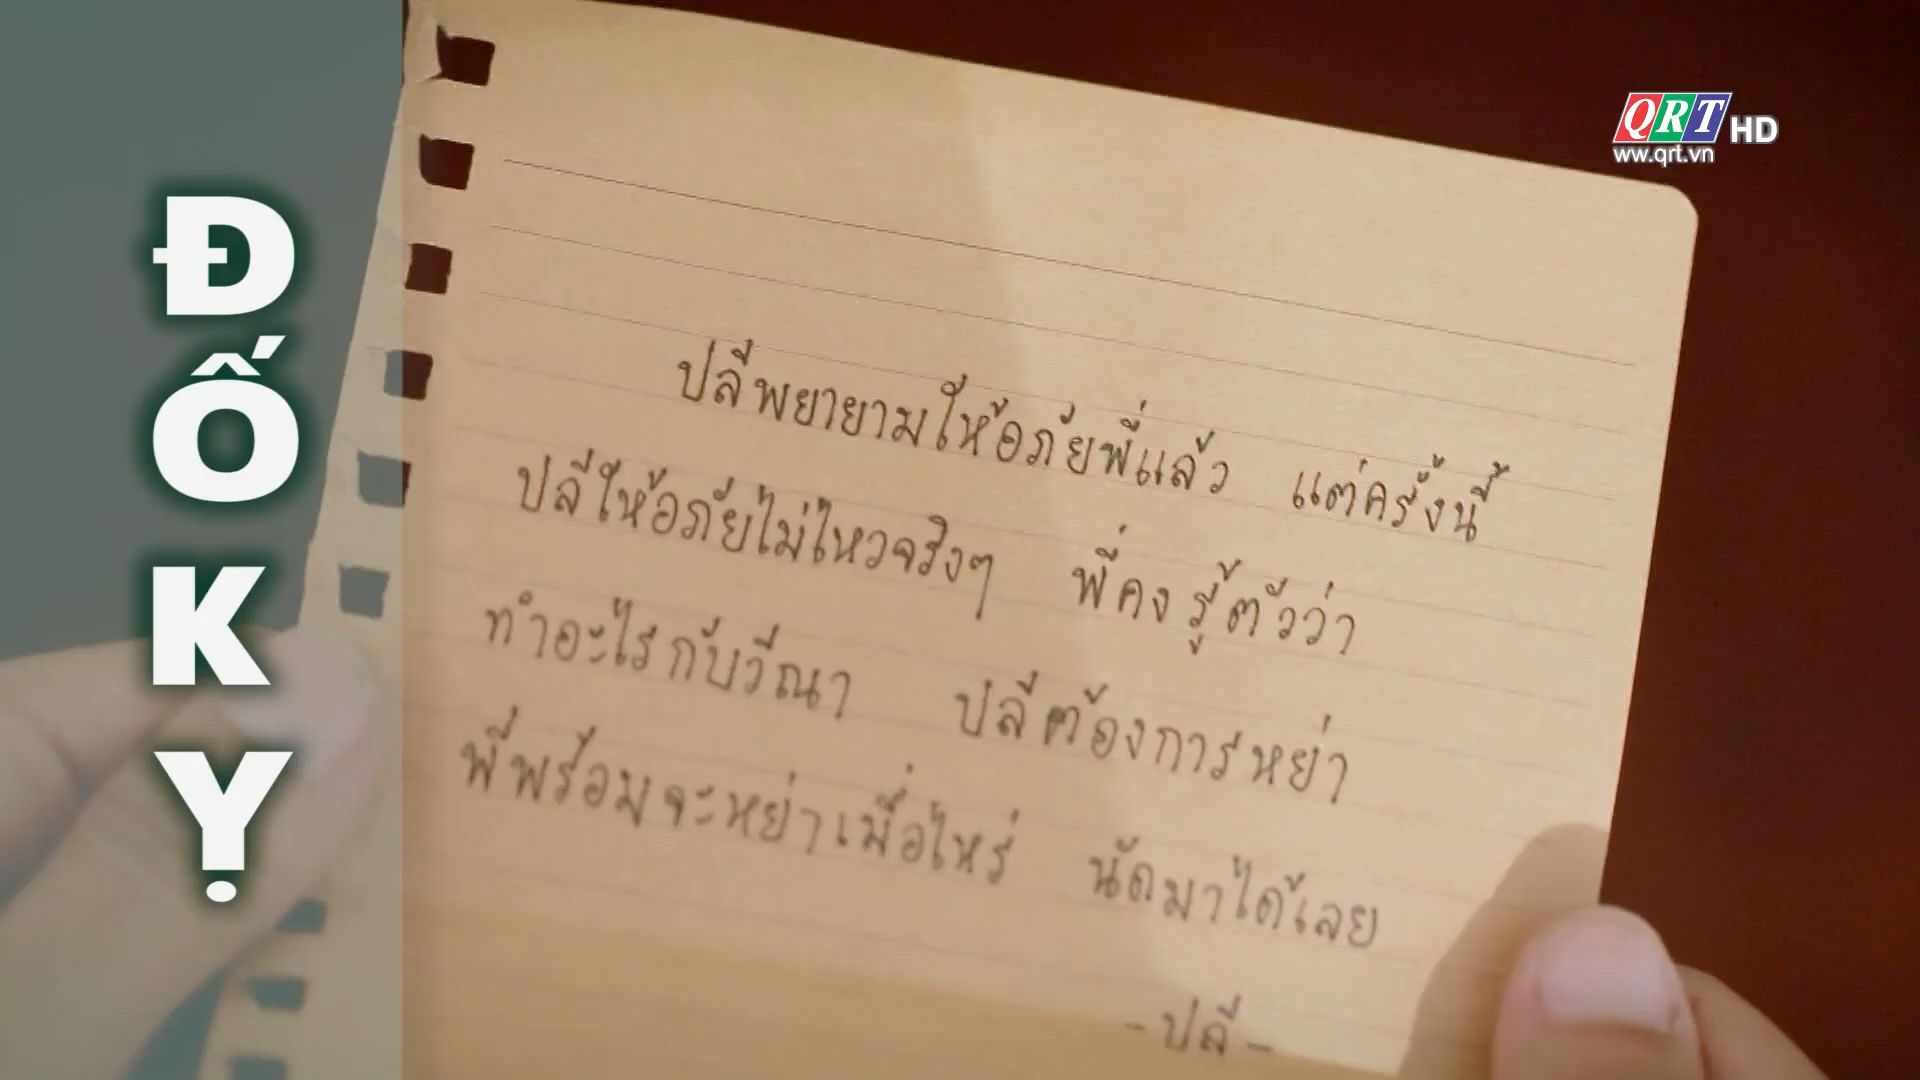 QRT HD
ww.qrt.vn
ĐỐ KỴ
ปลีพยายามให้อภัยพี่แล้ว แต่ครั้งนี้
ปลีให้อภัยไม่ไหวจริงๆ พี่คงรู้ตัวว่า
ทำอะไรกับวีณา ปลีต้องการหย่า
พี่พร้อมจะหย่าเมื่อไหร่ นัดมาได้เลย
-ปลี-